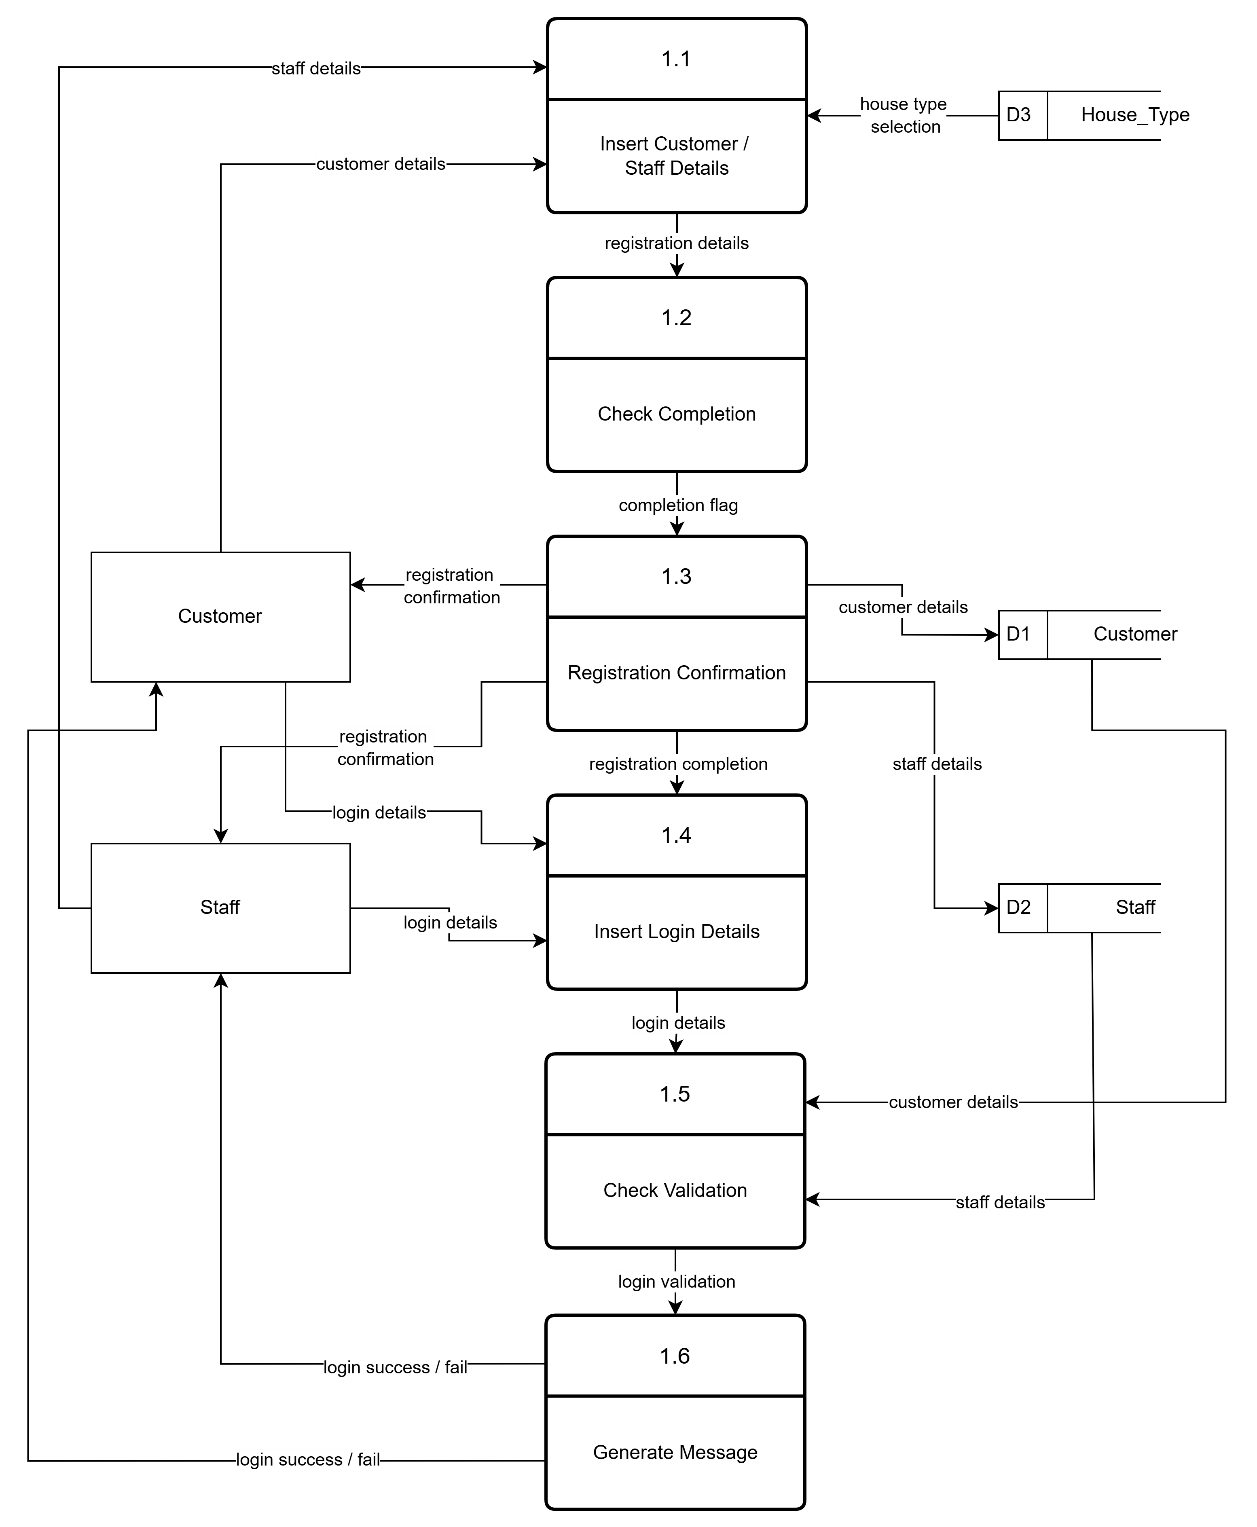 1.1
staff details
house type
selection
D3
House_Type
Insert Customer /
Staff Details
customer details
registration details
1.2
Check Completion
completion flag
1.3
registration
confirmation
customer details
Customer
D1
Customer
Registration Confirmation
registration
confirmation
registration completion
staff details
login details
1.4
Staff
D2
Staff
login details
Insert Login Details
login details
1.5
customer details
Check Validation
staff details
login validation
1.6
login success / fail
Generate Message
login success / fail